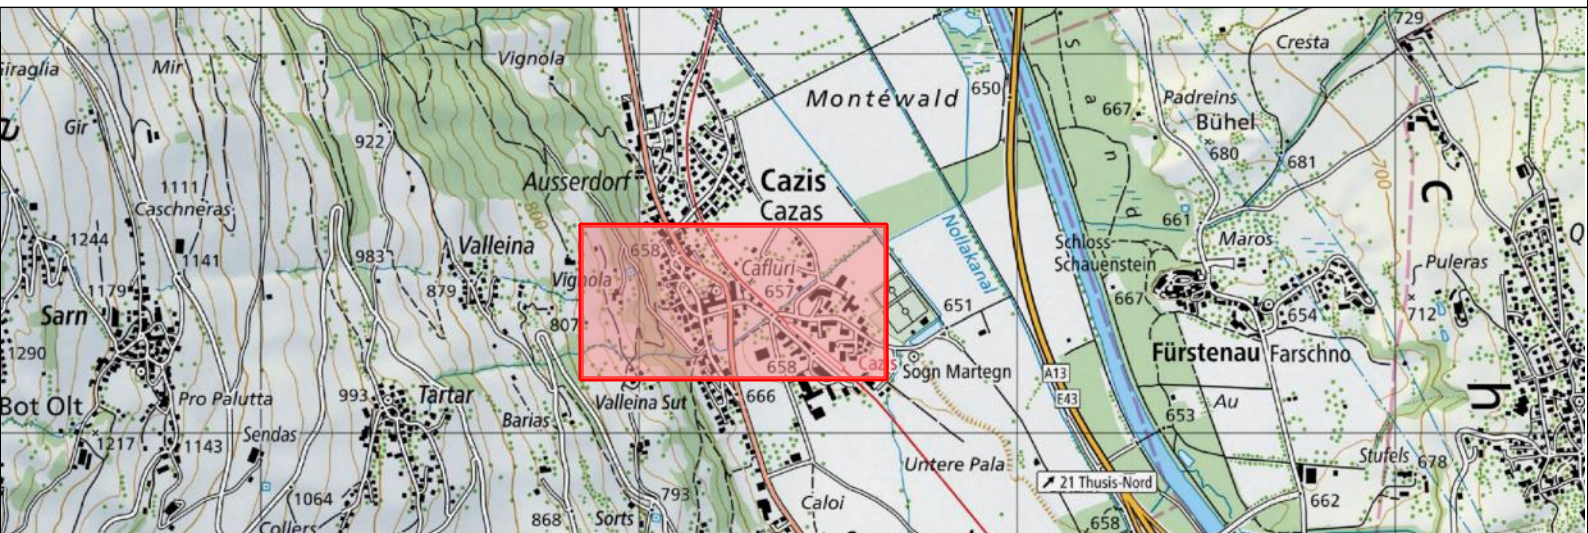 729
Vignola
Cresta
Mir
650
Montéwald
667
Padreins
Bühel
Gir
S
a
n
d
922
680
681
700
Ausserdorf
Cazis
Cazas
1111
Caschneras
C
800
661
1244
Valleina
658
Nollakanal
Schloss
Schauenstein
Maros
Q
1141
983
Vignola
Cafluri
Puleras
1179
879
657
667
651
654
Sarn
807
712
1290
Fürstenau
Farschno
658
Cazis
Sogn Martegn
A13
Tartar
Pro Palutta
993
Valleina Sut
666
E43
h
Bot Olt
Barias
653
Au
1217
1143
Sendas
Untere Pala
Stufels
678
21 Thusis-Nord
1064
793
Caloi
662
Collers
868
Sorts
658